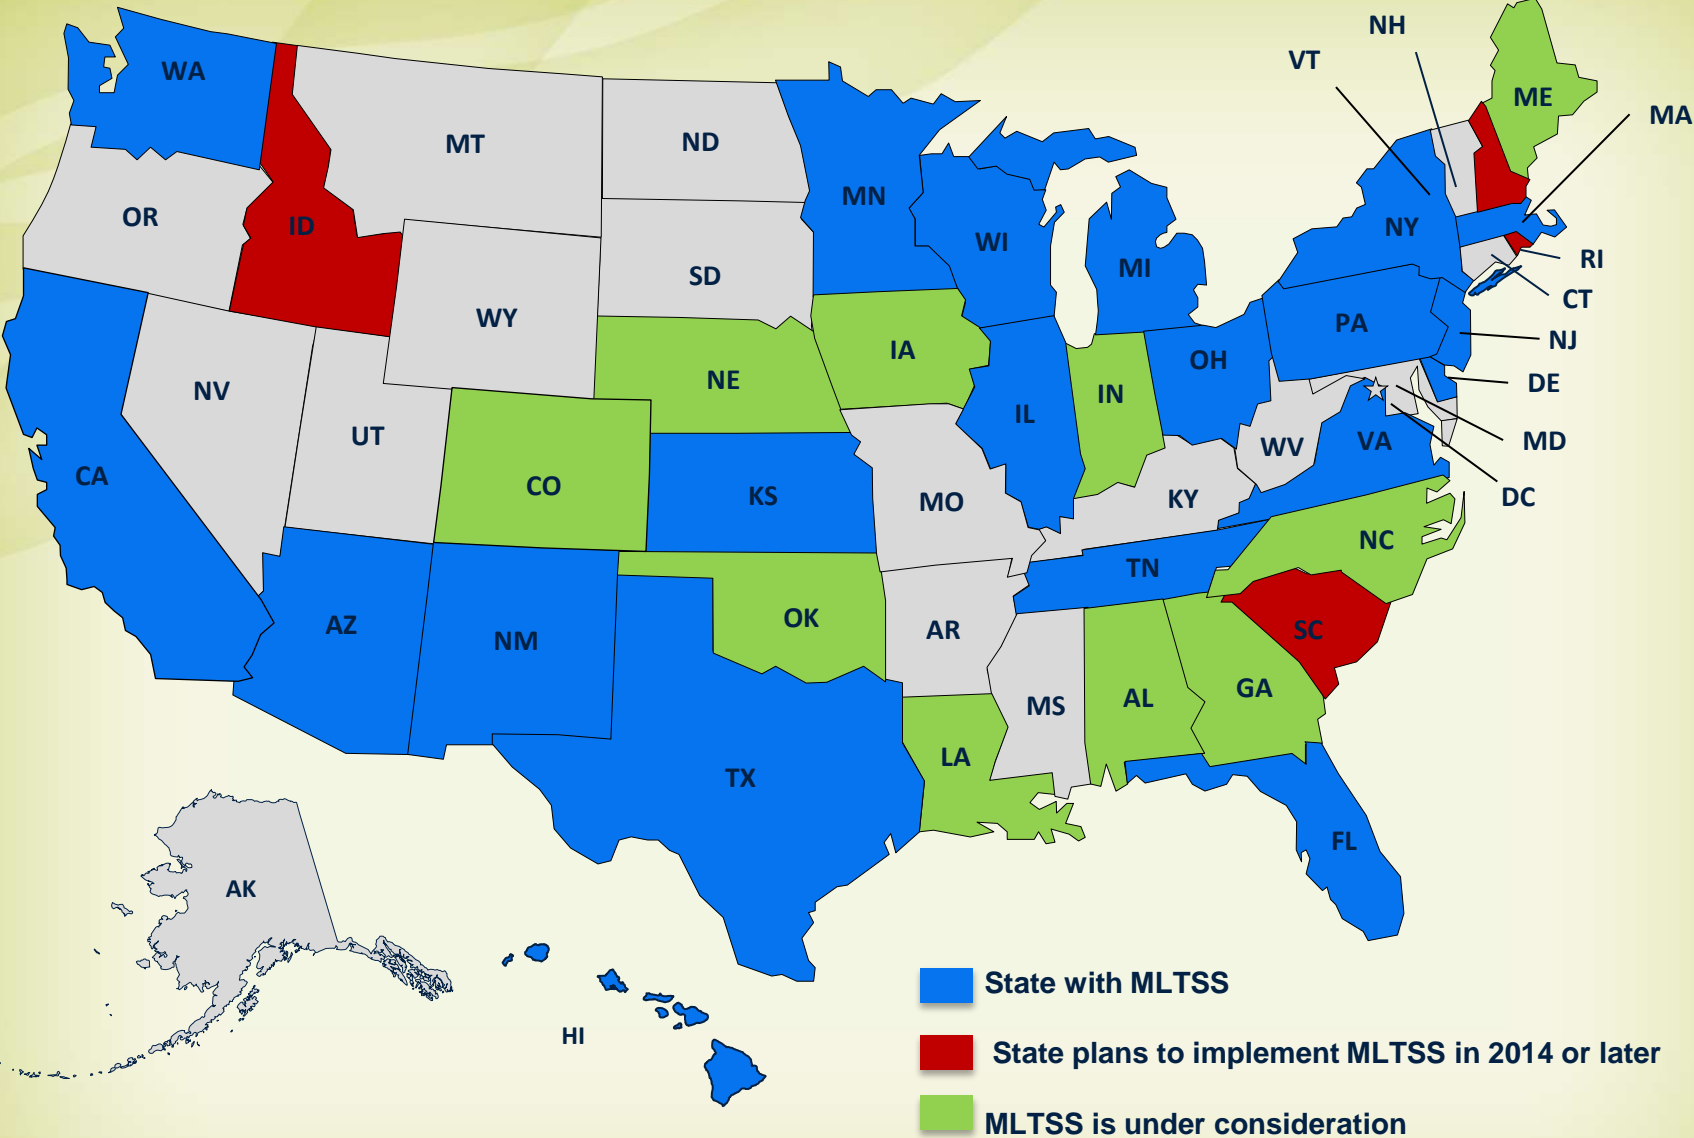 NH
VT
WA
ME
MA
MT
ND
MN
OR
ID
NY
WI
RI
MI
SD
CT
WY
PA
NJ
IA
OH
NE
DE
NV
IN
IL
UT
VA
MD
WV
CA
CO
KS
DC
KY
MO
NC
TN
OK
AZ
AR
SC
NM
GA
AL
MS
LA
TX
FL
AK
State with MLTSS
HI
State plans to implement MLTSS in 2014 or later
MLTSS is under consideration